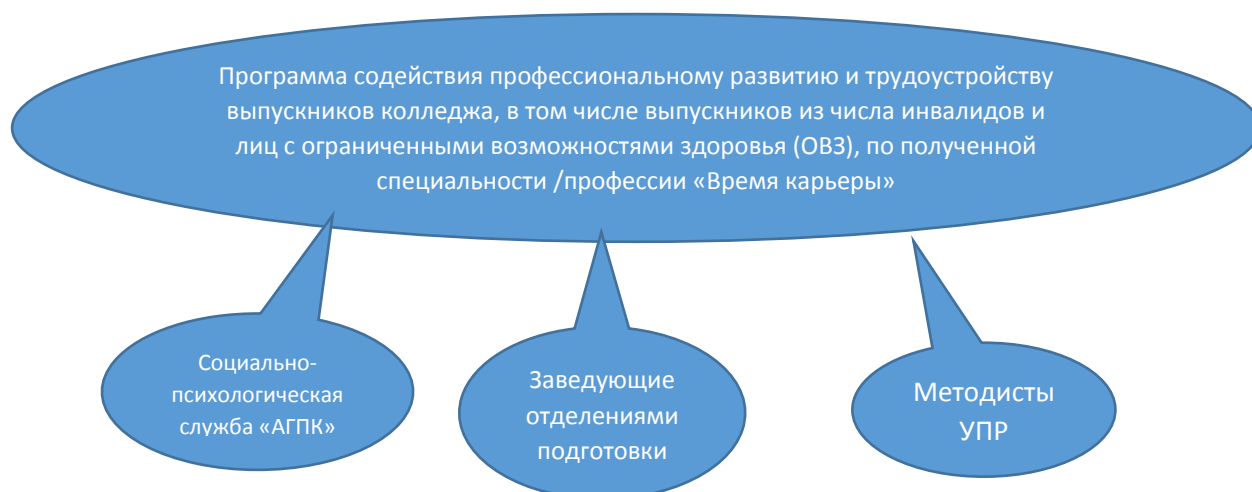 Программа содействия профессиональному развитию и трудоустройству
выпускников колледжа, в том числе выпускников из числа инвалидов и
лиц с ограниченными возможностями здоровья (ОВЗ), по полученной
специальности /профессии «Время карьеры»
Социально-
психологическая
служба «АГПК»
Заведующие
отделениями
подготовки
Методисты
УПР